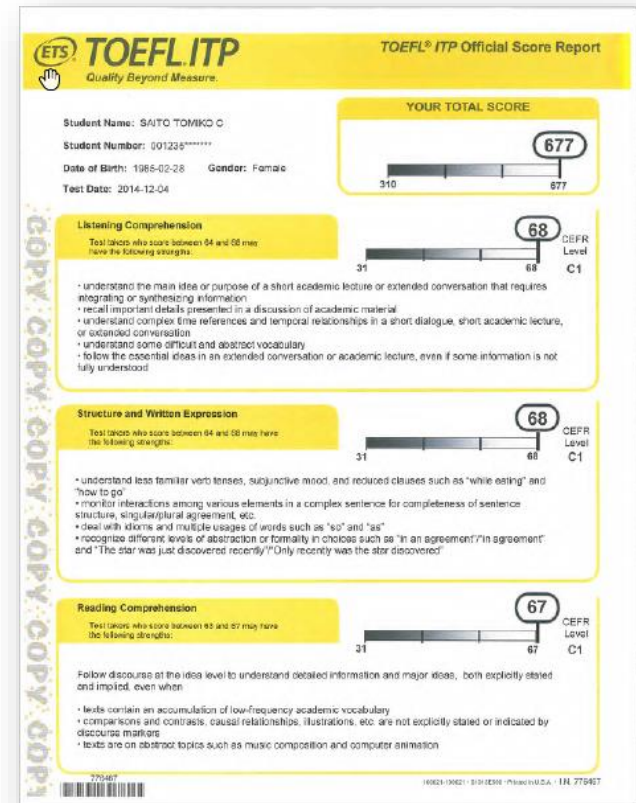 ETS TOEFL ITP
TOEFL® ITP Official Score Report
Quality Beyond Measure.
YOUR TOTAL SCORE
Student Name: SAITO TOMIKO C
Student Number: 001236*******
677
Date of Birth: 1985-02-28 Gender: Female
310 677
Test Date: 2014-12-04
Listening Comprehension
Test takers who score between 64 and 68 may
have the following strengths:
68
CEFR
Level
31 68 C1
• understand the main idea or purpose of a short academic lecture or extended conversation that requires
integrating or synthesizing information
• recall important details presented in a discussion of academic material
• understand complex time references and temporal relationships in a short dialogue, short academic lecture,
or extended conversation
• understand some difficult and abstract vocabulary
• follow the essential ideas in an extended conversation or academic lecture, even if some information is not
fully understood
Structure and Written Expression
Test takers who score between 64 and 68 may have
the following strengths:
68
CEFR
Level
31 68 C1
• understand less familiar verb tenses, subjunctive mood, and reduced clauses such as "while eating" and
"how to go"
• monitor interactions among various elements in a complex sentence for completeness of sentence
structure, singular/plural agreement, etc.
• deal with idioms and multiple usages of words such as "so" and "as"
• recognize different levels of abstraction or formality in choices such as "in an agreement"/"in agreement"
and "The star was just discovered recently"/"Only recently was the star discovered"
Reading Comprehension
Test takers who score between 63 and 67 may have
the following strengths:
67
CEFR
Level
31 67 C1
Follow discourse at the idea level to understand detailed information and major ideas, both explicitly stated
and implied, even when
• texts contain an accumulation of low-frequency academic vocabulary
• comparisons and contrasts, causal relationships, illustrations, etc. are not explicitly stated or indicated by
discourse markers
• texts are on abstract topics such as music composition and computer animation
COPY COPY COPY COPY COPY COPY
776467
Printed in U.S.A. • I.N. 776467